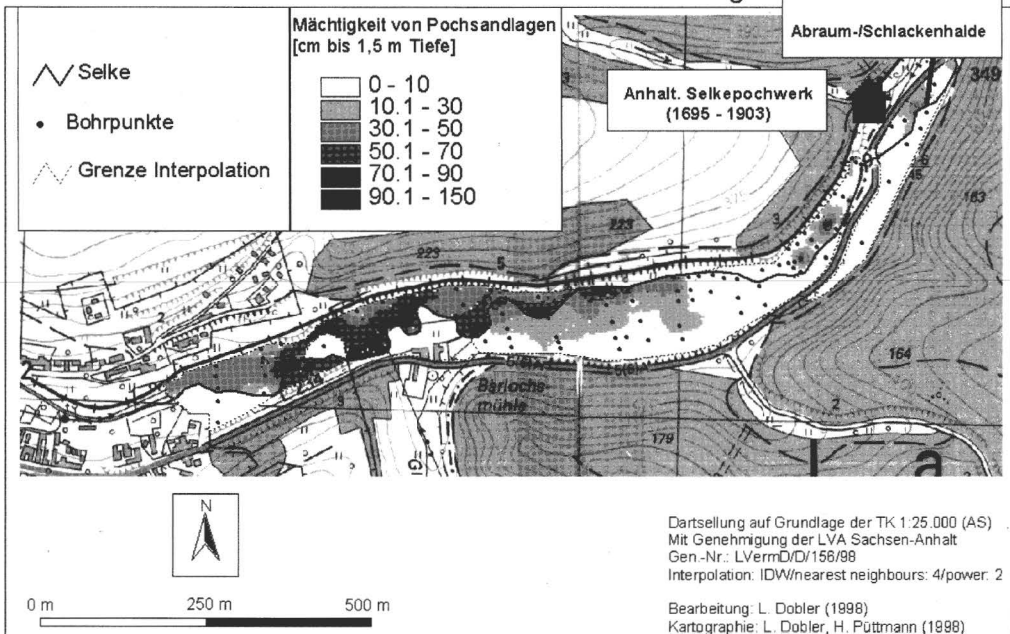 Mächtigkeit von Pochsandlagen
[cm bis 1,5 m Tiefe]
Selke
Bohrpunkte
Grenze Interpolation
0 - 10
10.1 - 30
30.1 - 50
50.1 - 70
70.1 - 90
90.1 - 150
Abraum-/Schlackenhalde
Anhalt. Selkepochwerk
(1695 - 1903)
349
3
223
223
5
163
164
2
179
mühle
a
N
0 m 250 m 500 m
Dartsellung auf Grundlage der TK 1:25.000 (AS)
Mit Genehmigung der LVA Sachsen-Anhalt
Gen.-Nr.: LVermD/D/156/98
Interpolation: IDW/nearest neighbours: 4/power: 2
Bearbeitung: L. Dobler (1998)
Kartographie: L. Dobler, H. Püttmann (1998)